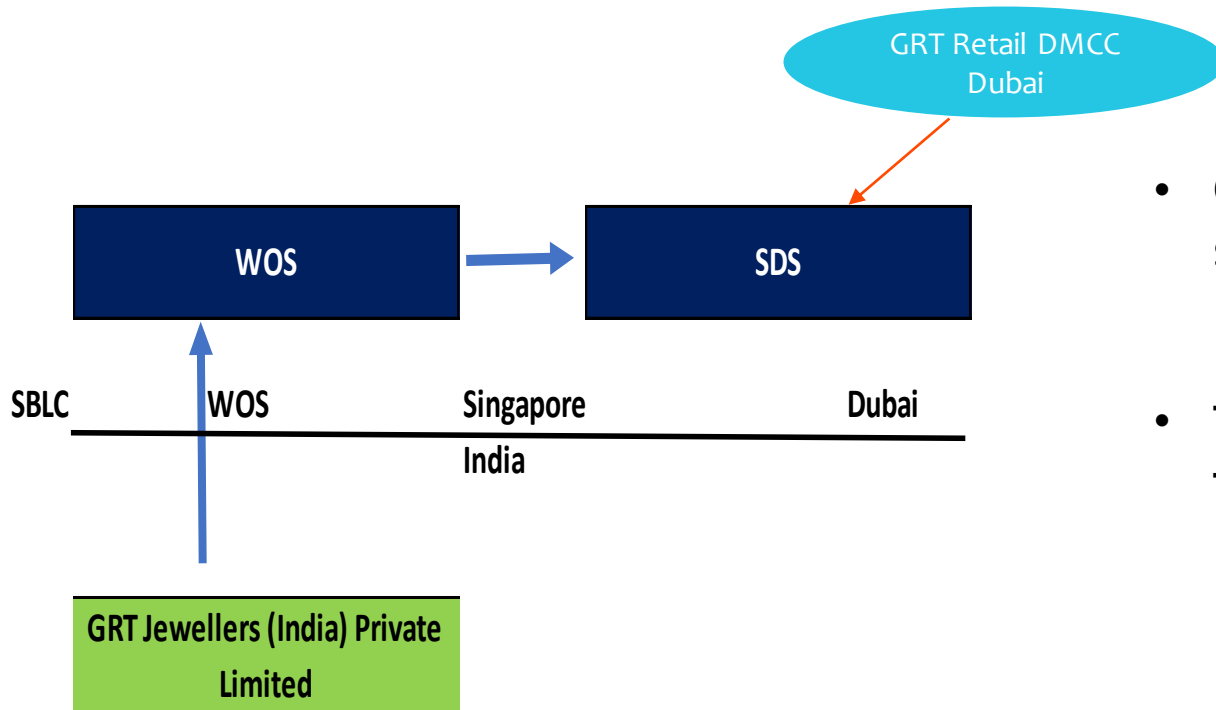 GRT Retail DMCC
Dubai
WOS
SDS
SBLC WOS Singapore Dubai
India
GRT Jewellers (India) Private
Limited